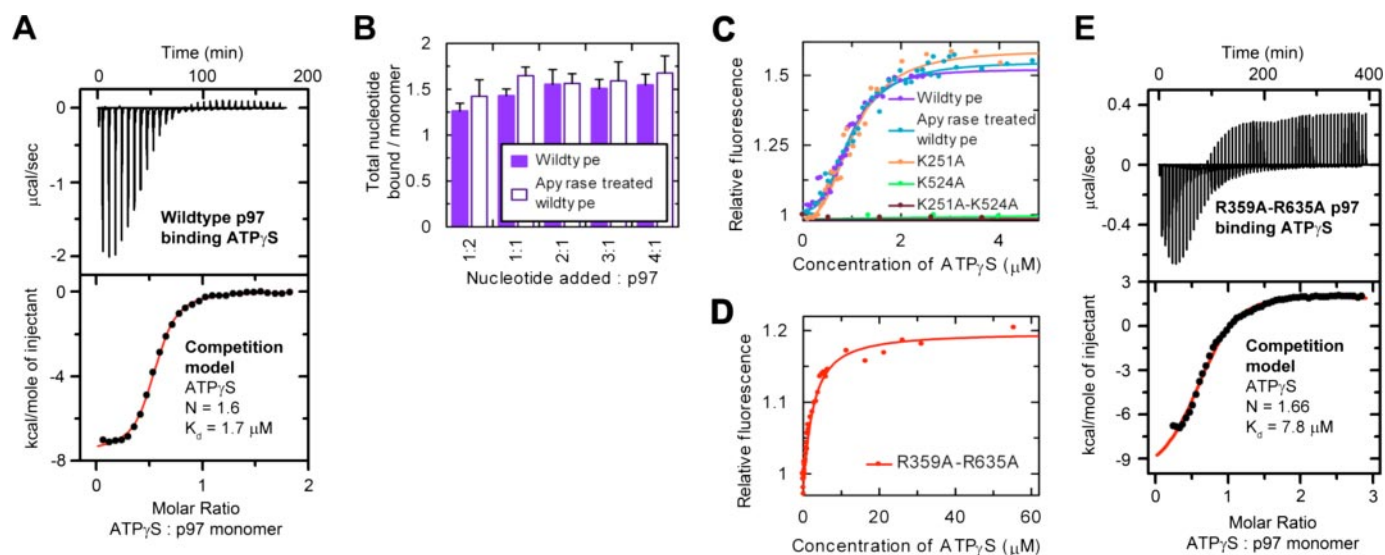 A
Time (min)
0 100 200
0
-1
-2
µcal/sec
Wildtype p97
binding ATPγS
0
-4
-8
kcal/mole of injectant
Competition
model
ATPγS
N = 1.6
Kd = 1.7 µM
0 1 2
Molar Ratio
ATPγS : p97 monomer
B
2
1.5
1
0.5
0
Total nucleotide
bound / monomer
Wildty pe
Apy rase treated
wildty pe
1:2 1:1 2:1 3:1 4:1
Nucleotide added : p97
C
1.5
1.25
1
Relative fluorescence
Wildty pe
Apy rase treated
wildty pe
K251A
K524A
K251A-K524A
0 2 4
Concentration of ATPγS (µM)
D
1.2
1.1
1
Relative fluorescence
R359A-R635A
0 20 40 60
Concentration of ATPγS (µM)
E
Time (min)
0 200 400
0.4
0
-0.4
µcal/sec
R359A-R635A p97
binding ATPγS
3
0
-3
-6
-9
kcal/mole of injectant
Competition
model
ATPγS
N = 1.66
Kd = 7.8 µM
0 1 2 3
Molar Ratio
ATPγS : p97 monomer